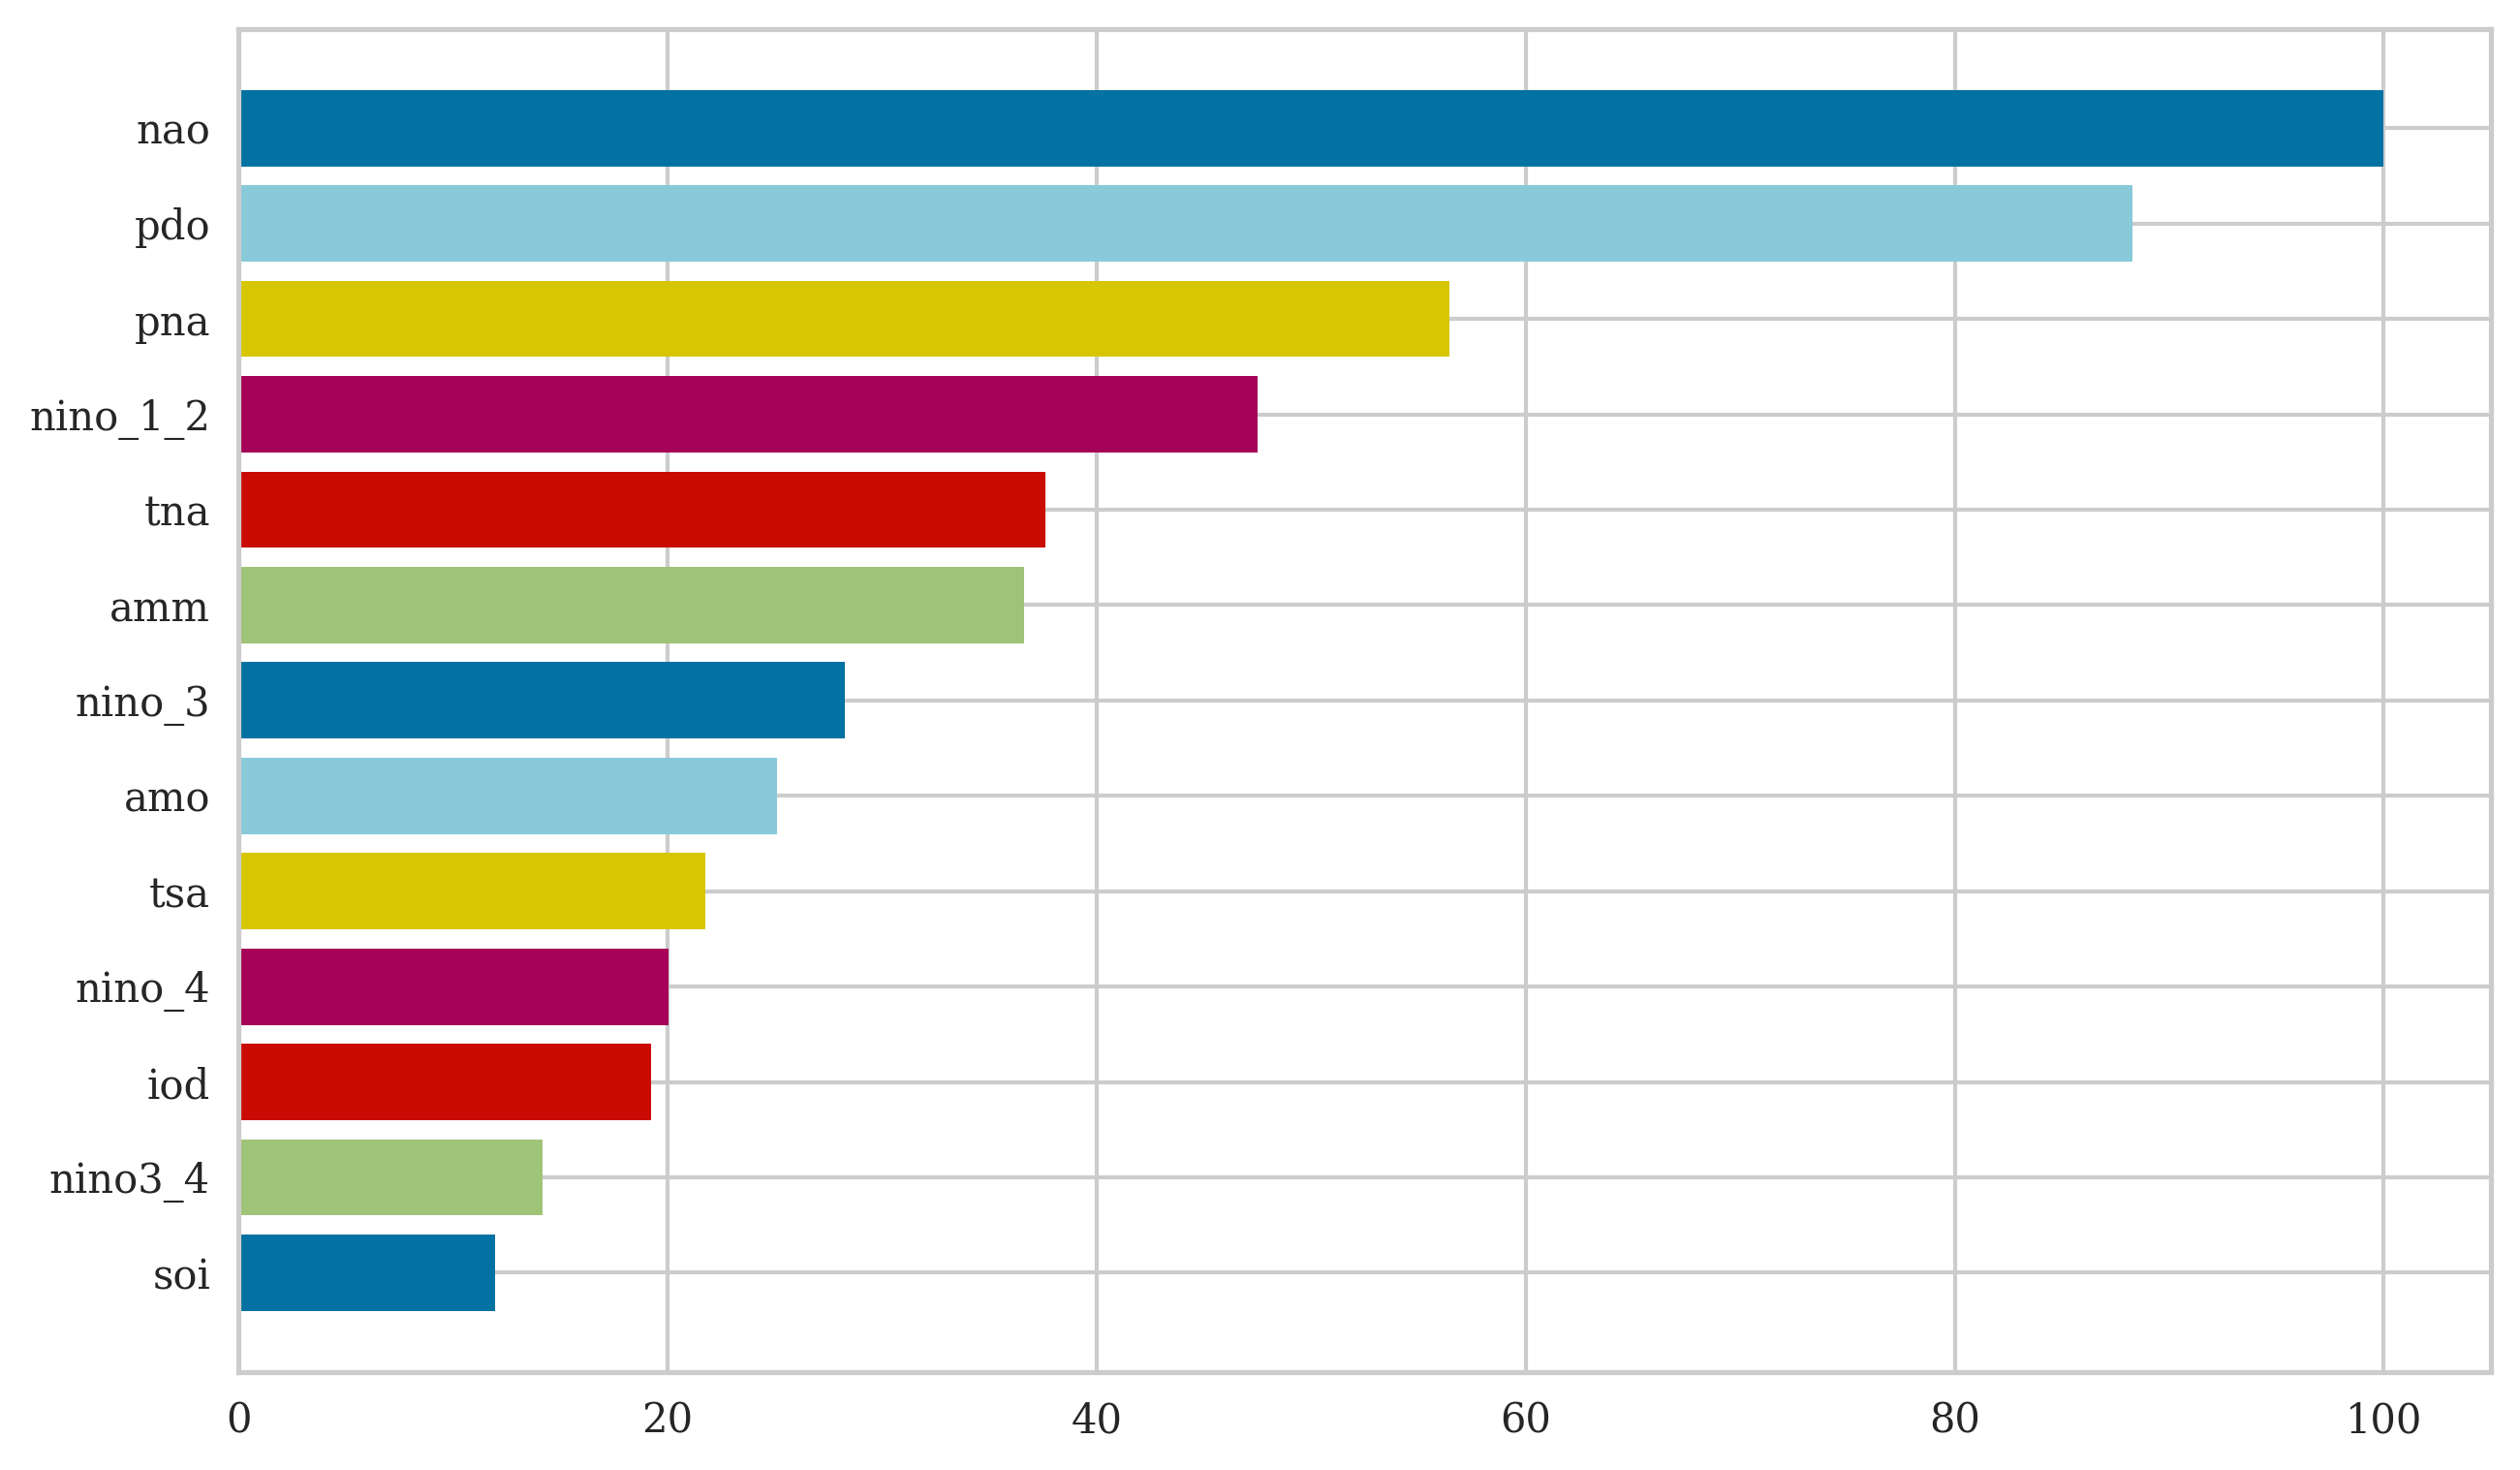 nao
pdo
pna
nino_1_2
tna
amm
nino_3
amo
tsa
nino_4
iod
nino3_4
soi
0 20 40 60 80 100